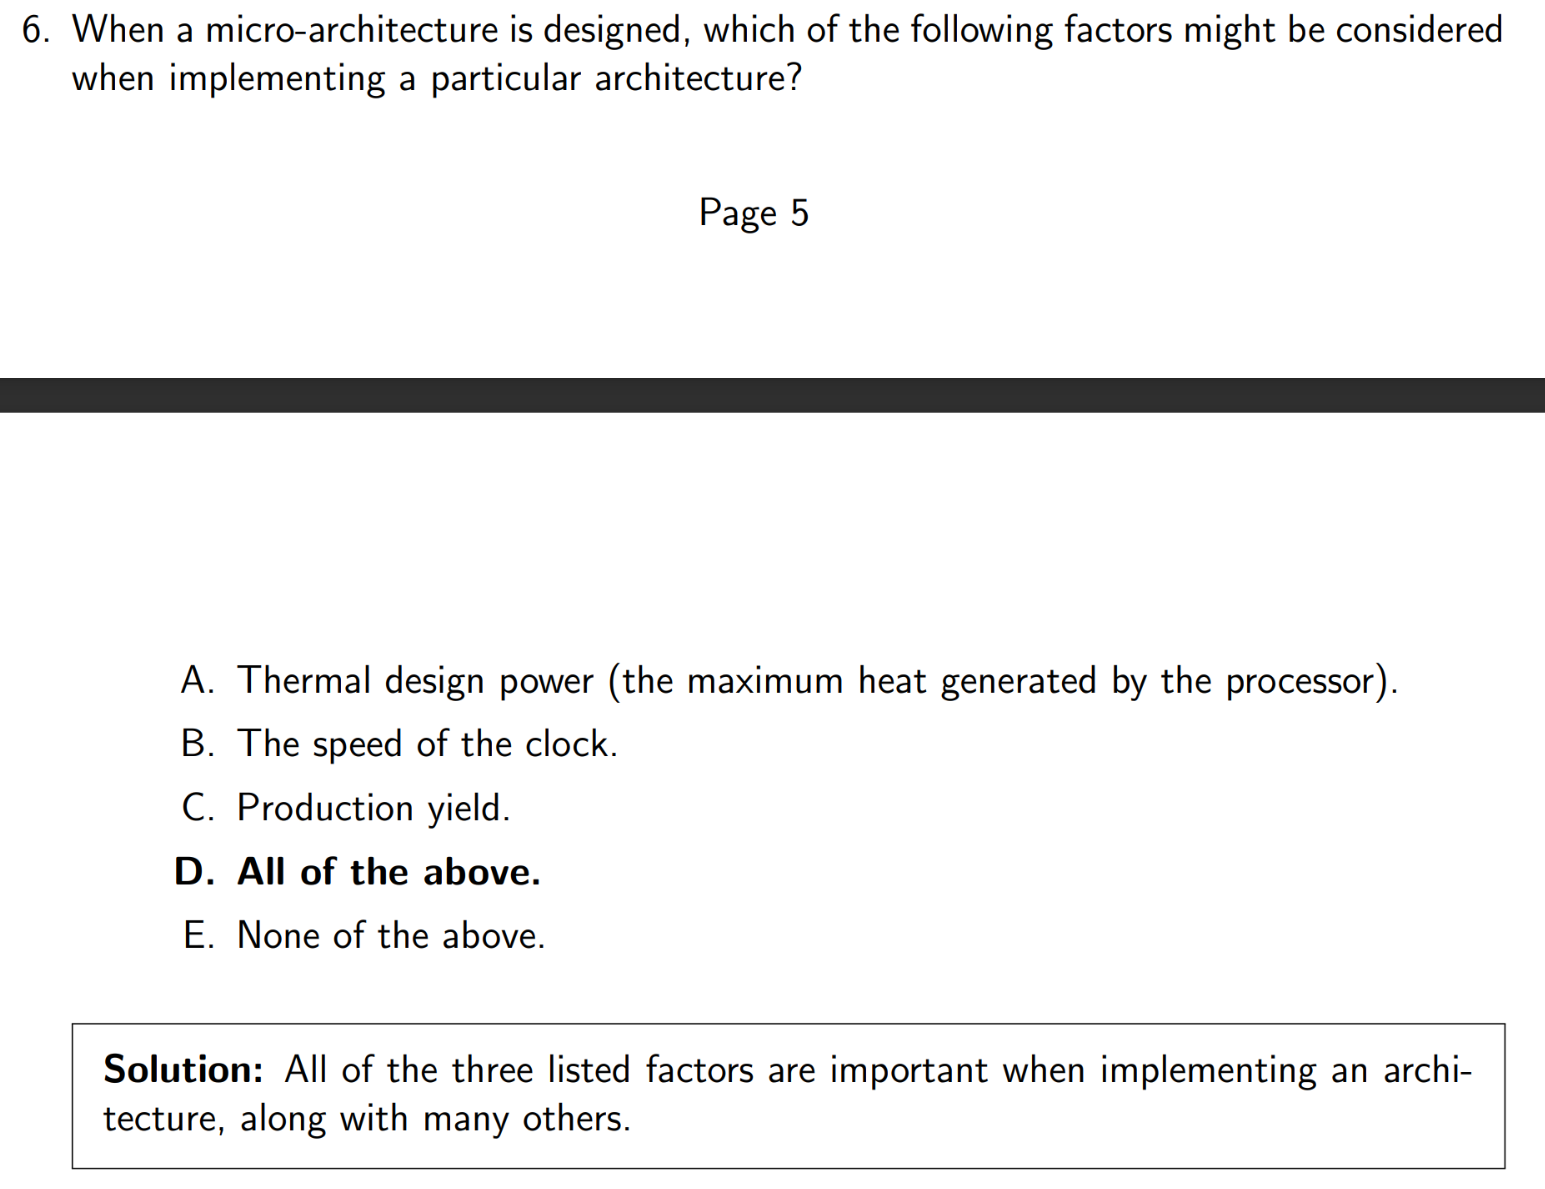 6. When a micro-architecture is designed, which of the following factors might be considered
when implementing a particular architecture?
Page 5
A. Thermal design power (the maximum heat generated by the processor).
B. The speed of the clock.
C. Production yield.
D. All of the above.
E. None of the above.
Solution: All of the three listed factors are important when implementing an archi-
tecture, along with many others.